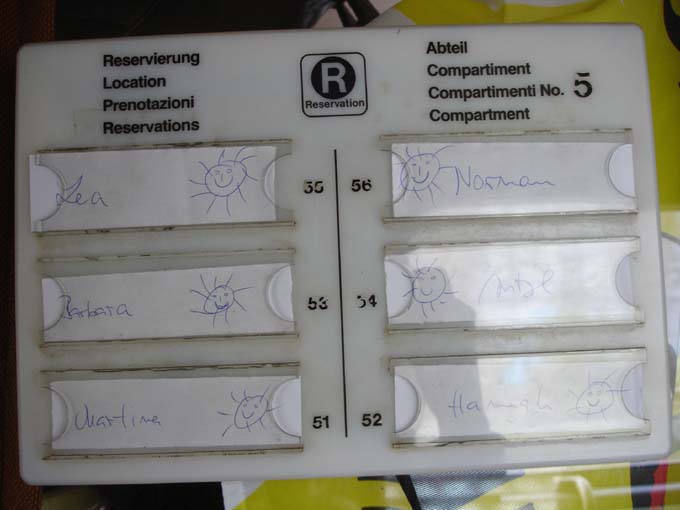 Reservierung
Location
Prenotazioni
Reservations
R
Reservation
Abteil
Compartiment
Compartimenti No. 5
Compartment
Lea 55 56 Norman
Barbara 53 54
Martina 51 52 Hannah